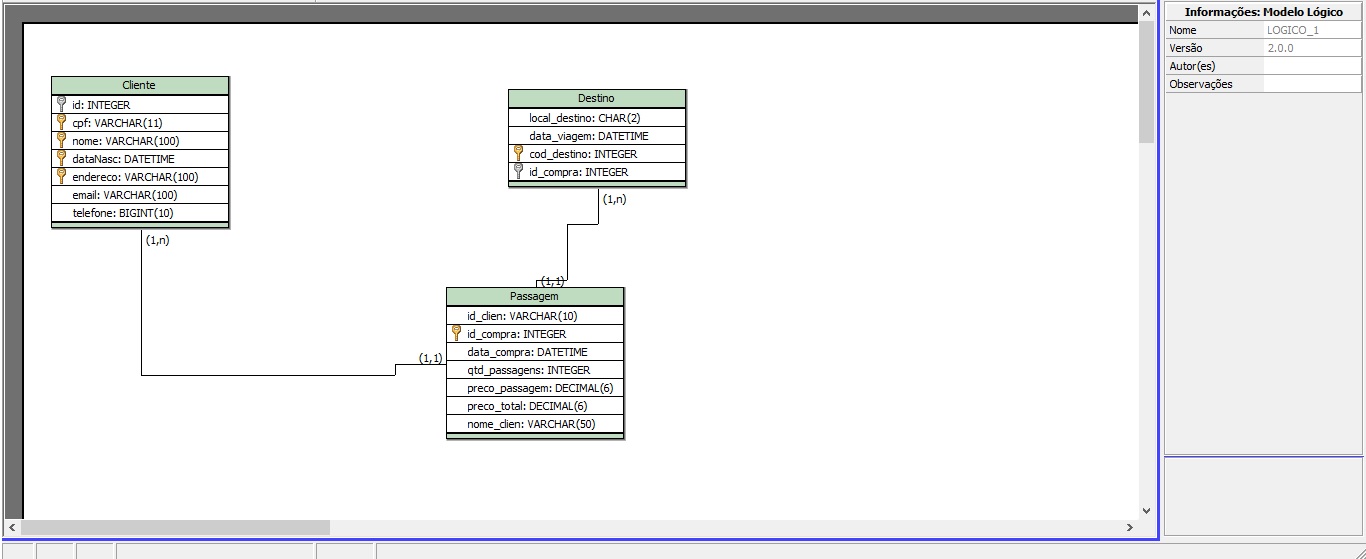 Cliente
id: INTEGER
cpf: VARCHAR(11)
nome: VARCHAR(100)
dataNasc: DATETIME
endereco: VARCHAR(100)
email: VARCHAR(100)
telefone: BIGINT(10)
(1,n)
Destino
local_destino: CHAR(2)
data_viagem: DATETIME
cod_destino: INTEGER
id_compra: INTEGER
(1,n)
(1,1)
Passagem
id_clien: VARCHAR(10)
id_compra: INTEGER
data_compra: DATETIME
qtd_passagens: INTEGER
preco_passagem: DECIMAL(6)
preco_total: DECIMAL(6)
nome_clien: VARCHAR(50)
(1,1)
Informações: Modelo Lógico
Nome LOGICO_1
Versão 2.0.0
Autor(es)
Observações